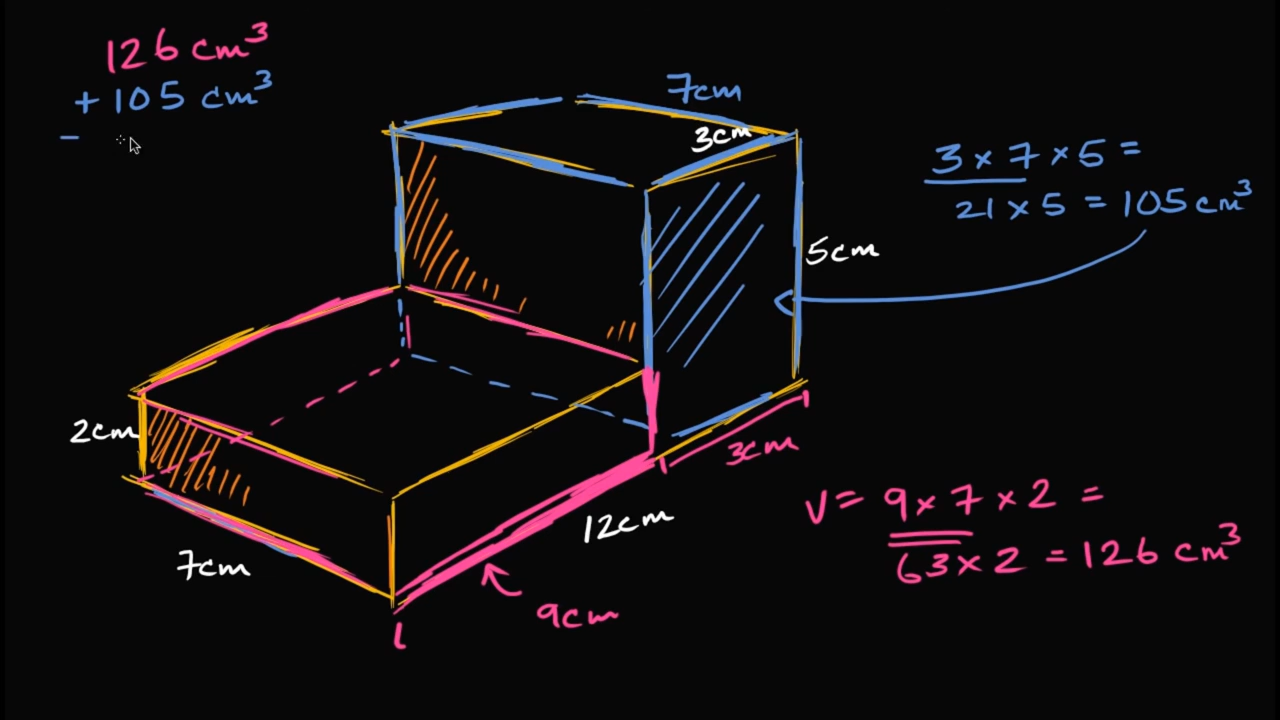 126 cm³
+ 105 cm³
−
7cm
3cm
3 × 7 × 5 =
21 × 5 = 105 cm³
5cm
2cm
3cm
12cm
7cm
9cm
V = 9 × 7 × 2 =
63 × 2 = 126 cm³